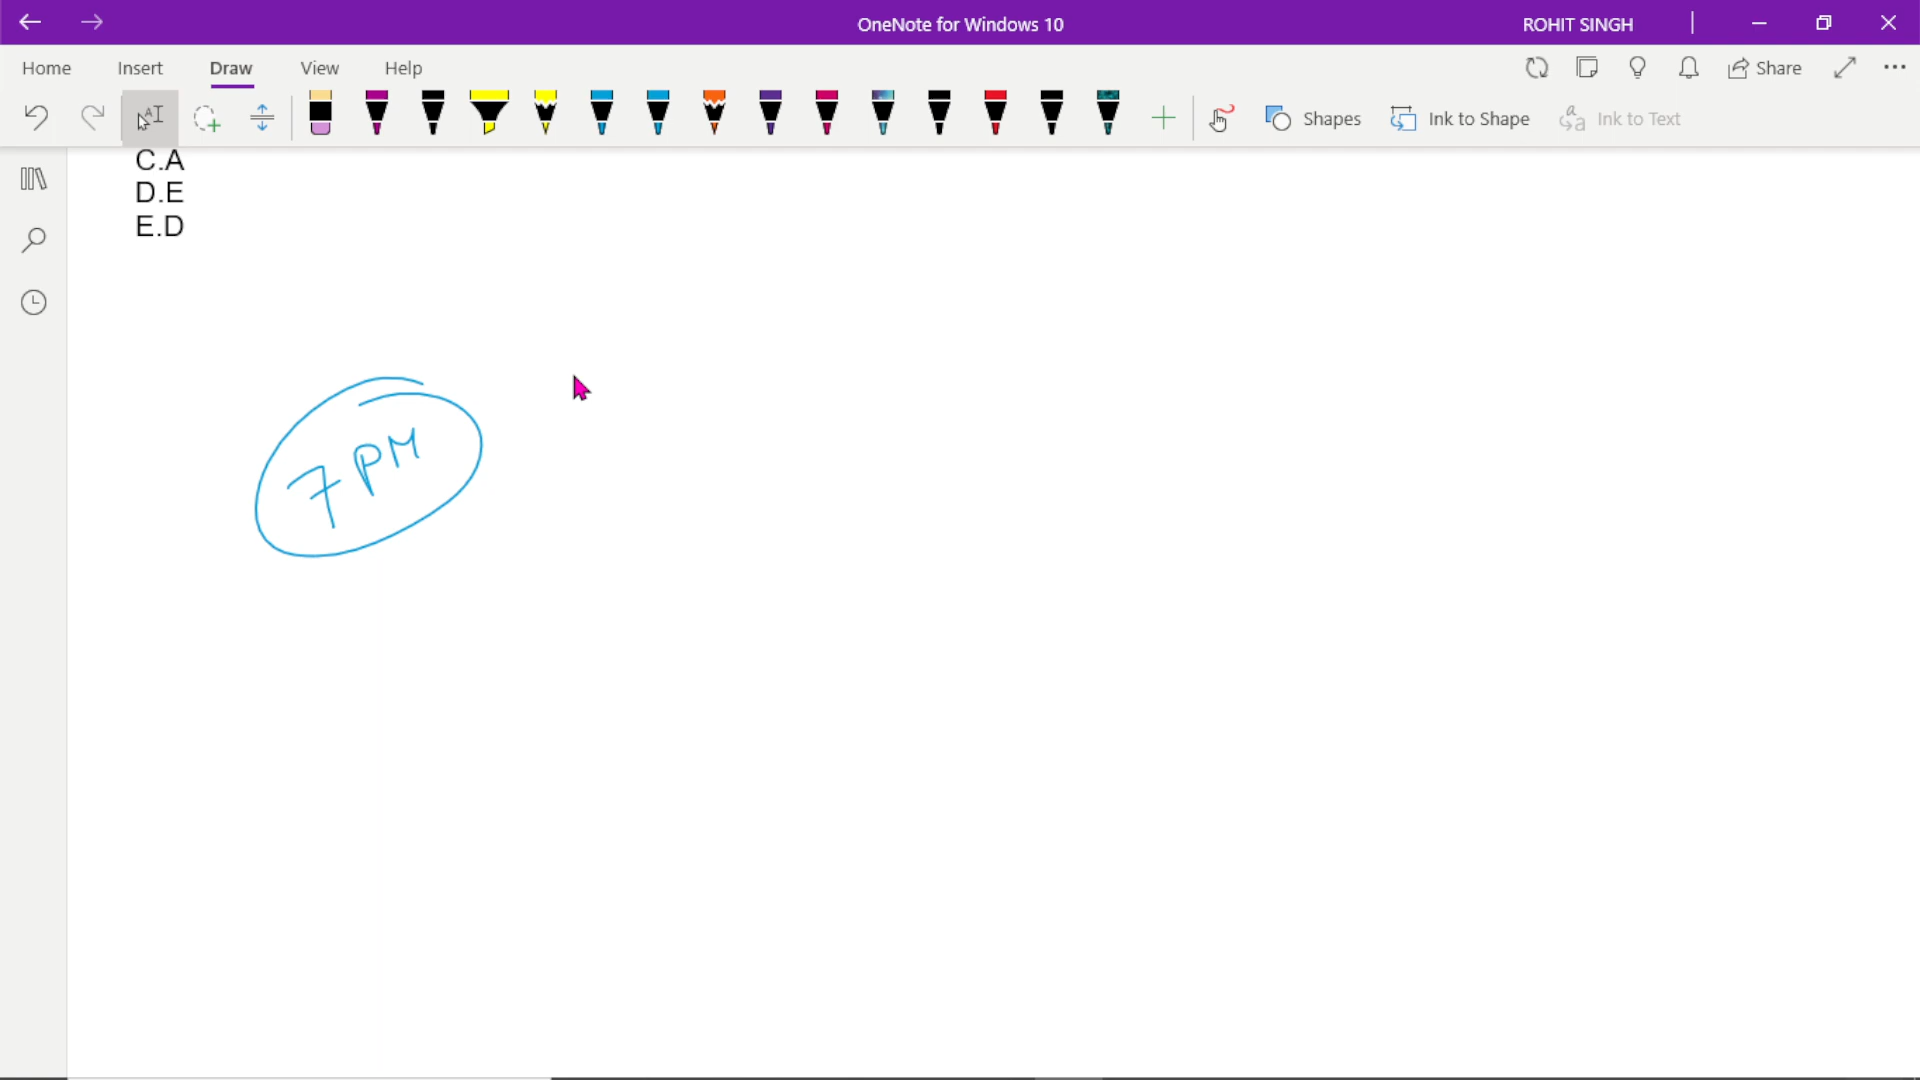 OneNote for Windows 10
ROHIT SINGH
Home Insert Draw View Help
Share
Shapes Ink to Shape Ink to Text
C.A
D.E
E.D
7 PM